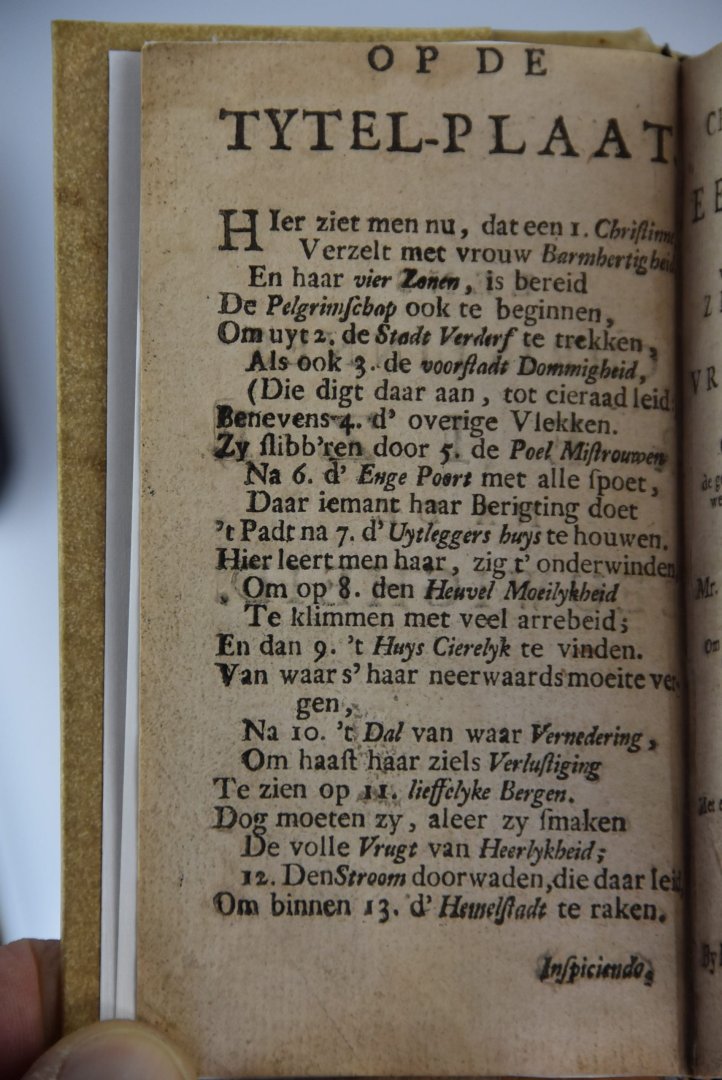 OP DE
TYTEL-PLAAT.
HIer ziet men nu, dat een 1. Chriſtinne
Verzelt met vrouw Barmhertigheid
En haar vier Zonen, is bereid
De Pelgrimſchap ook te beginnen,
Om uyt 2. de Stadt Verderf te trekken,
Als ook 3. de voorſtadt Dommigheid,
(Die digt daar aan, tot cieraad leid
Benevens 4. d' overige Vlekken.
Zy ſlibb'ren door 5. de Poel Miſtrouwen
Na 6. d' Enge Poort met alle ſpoet,
Daar iemant haar Berigting doet
't Padt na 7. d' Uytleggers huys te houwen.
Hier leert men haar, zig t' onderwinden
Om op 8. den Heuvel Moeilykheid
Te klimmen met veel arrebeid;
En dan 9. 't Huys Cierelyk te vinden.
Van waar s' haar neerwaards moeite ver-
gen,
Na 10. 't Dal van waar Vernedering,
Om haaſt haar ziels Verluſtiging
Te zien op 11. lieffelyke Bergen.
Dog moeten zy, aleer zy ſmaken
De volle Vrugt van Heerlykheid;
12. Den Stroom doorwaden, die daar leid
Om binnen 13. d' Hemelſtadt te raken.
Inſpiciendo.